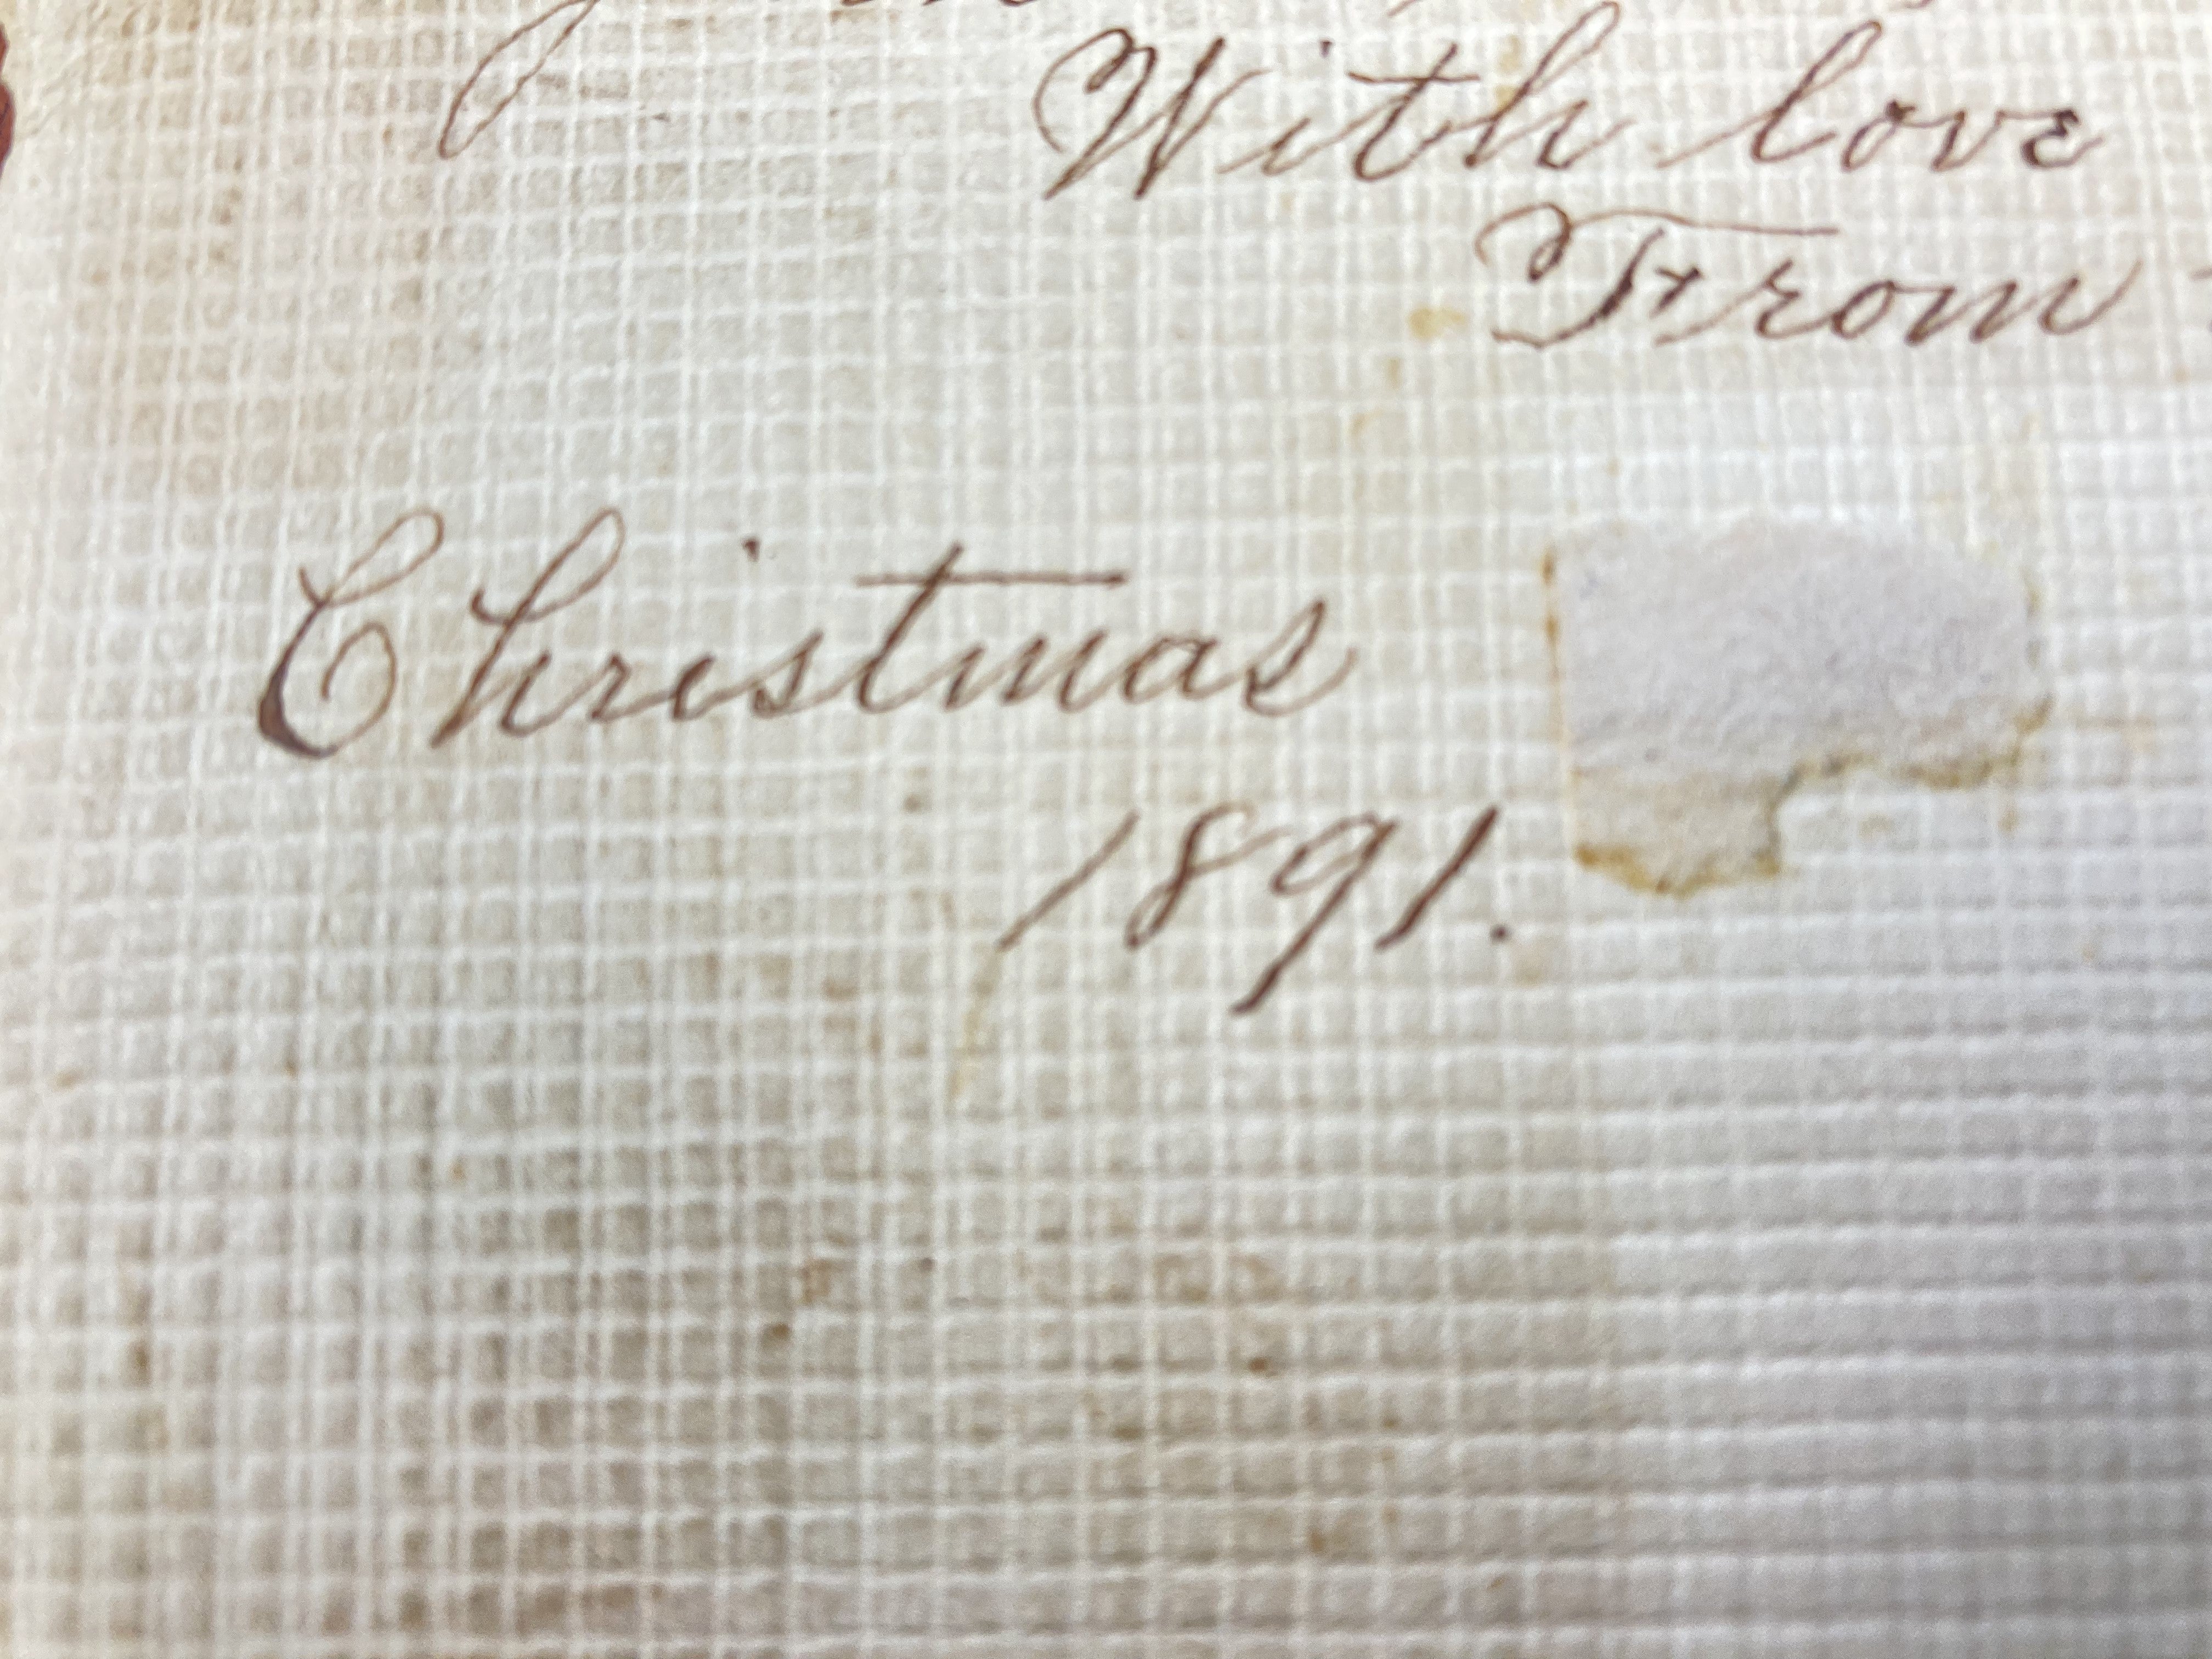 With love
From
Christmas
1891.